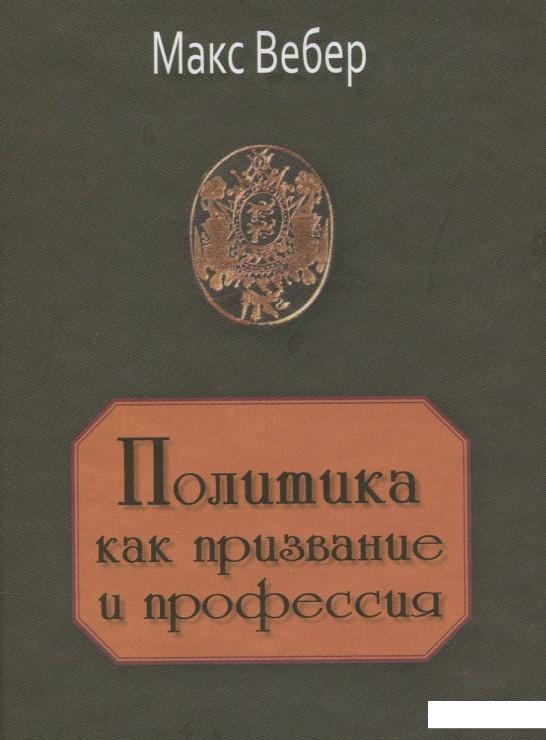 Макс Вебер
Политика
как призвание
и профессия